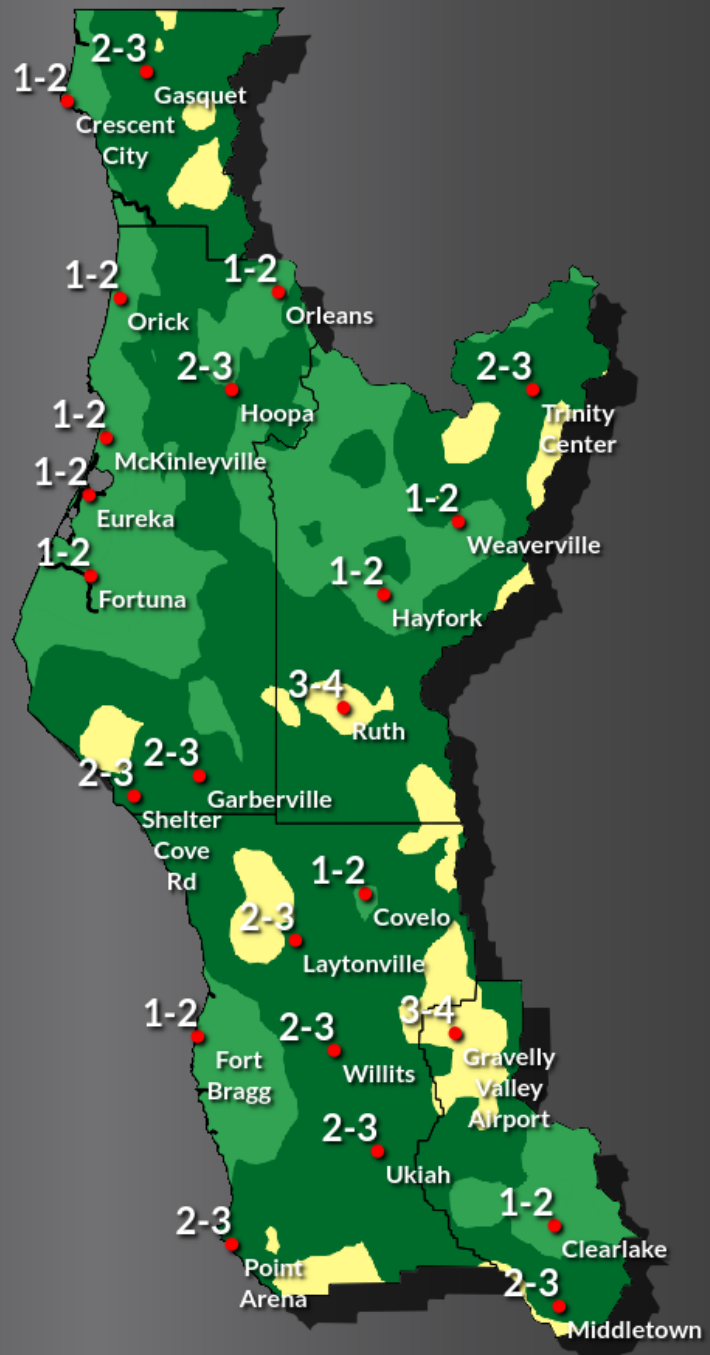 2-3
Gasquet
1-2
Crescent
City
1-2
Orick
1-2
Orleans
2-3
Hoopa
2-3
Trinity
Center
1-2
McKinleyville
1-2
Eureka
1-2
Weaverville
1-2
Fortuna
1-2
Hayfork
3-4
Ruth
2-3
Garberville
2-3
Shelter
Cove
Rd
1-2
Covelo
2-3
Laytonville
1-2
Fort
Bragg
2-3
Willits
3-4
Gravelly
Valley
Airport
2-3
Ukiah
2-3
Point
Arena
1-2
Clearlake
2-3
Middletown